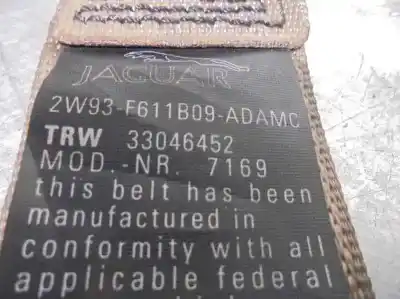 JAGUAR
2W93-F611B09-ADAMC
TRW 33046452
MOD.-NR. 7169
this belt has been
manufactured in
conformity with all
applicable federal